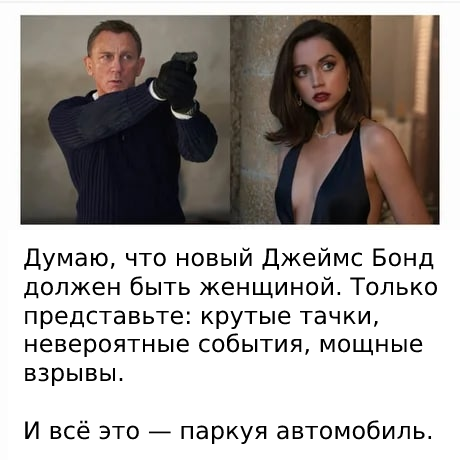 Думаю, что новый Джеймс Бонд
должен быть женщиной. Только
представьте: крутые тачки,
невероятные события, мощные
взрывы.
И всё это — паркуя автомобиль.